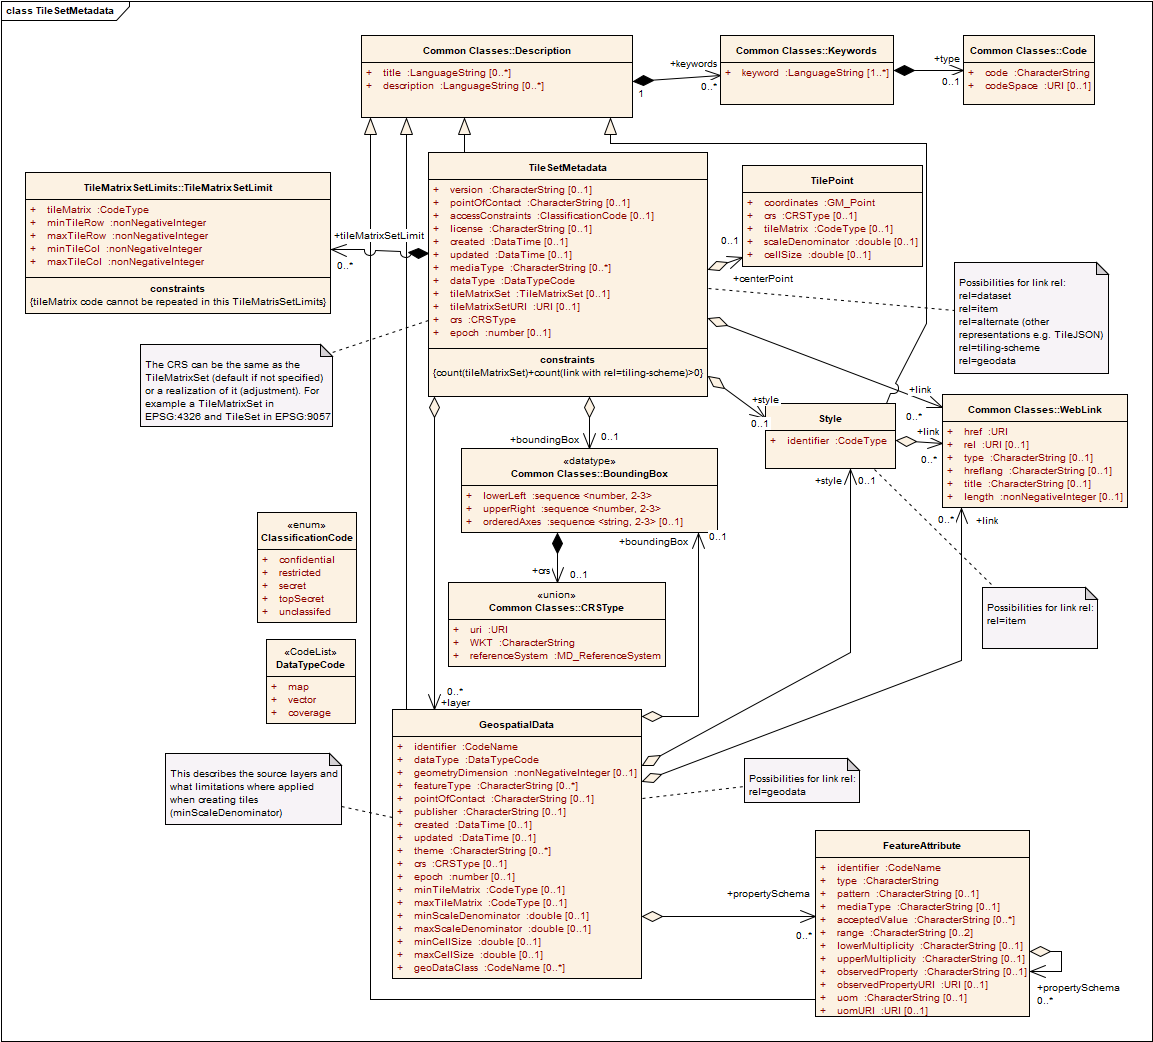 class TileSetMetadata
Common Classes::Description
+ title :LanguageString [0..*]
+ description :LanguageString [0..*]
+keywords
1
0..*
Common Classes::Keywords
+ keyword :LanguageString [1..*]
+type
0..1
Common Classes::Code
+ code :CharacterString
+ codeSpace :URI [0..1]
TileMatrixSetLimits::TileMatrixSetLimit
+ tileMatrix :CodeType
+ minTileRow :nonNegativeInteger
+ maxTileRow :nonNegativeInteger
+ minTileCol :nonNegativeInteger
+ maxTileCol :nonNegativeInteger
constraints
{tileMatrix code cannot be repeated in this TileMatrisSetLimits}
+tileMatrixSetLimit
0..*
TileSetMetadata
+ version :CharacterString [0..1]
+ pointOfContact :CharacterString [0..1]
+ accessConstraints :ClassificationCode [0..1]
+ license :CharacterString [0..1]
+ created :DataTime [0..1]
+ updated :DataTime [0..1]
+ mediaType :CharacterString [0..*]
+ dataType :DataTypeCode
+ tileMatrixSet :TileMatrixSet [0..1]
+ tileMatrixSetURI :URI [0..1]
+ crs :CRSType
+ epoch :number [0..1]
constraints
{count(tileMatrixSet)+count(link with rel=tiling-scheme)>0}
TilePoint
+ coordinates :GM_Point
+ crs :CRSType [0..1]
+ tileMatrix :CodeType [0..1]
+ scaleDenominator :double [0..1]
+ cellSize :double [0..1]
0..1
+centerPoint
Possibilities for link rel:
rel=dataset
rel=item
rel=alternate (other
representations e.g. TileJSON)
rel=tiling-scheme
rel=geodata
The CRS can be the same as the
TileMatrixSet (default if not specified)
or a realization of it (adjustment). For
example a TileMatrixSet in
EPSG:4326 and TileSet in EPSG:9057
+style
0..1
+link
0..*
Style
+ identifier :CodeType
+link
0..*
Common Classes::WebLink
+ href :URI
+ rel :URI [0..1]
+ type :CharacterString [0..1]
+ hreflang :CharacterString [0..1]
+ title :CharacterString [0..1]
+ length :nonNegativeInteger [0..1]
+boundingBox
0..1
«datatype»
Common Classes::BoundingBox
+ lowerLeft :sequence <number, 2-3>
+ upperRight :sequence <number, 2-3>
+ orderedAxes :sequence <string, 2-3> [0..1]
+style
0..1
0..*
+link
+boundingBox
0..1
+crs
0..1
«union»
Common Classes::CRSType
+ uri :URI
+ WKT :CharacterString
+ referenceSystem :MD_ReferenceSystem
«enum»
ClassificationCode
+ confidential
+ restricted
+ secret
+ topSecret
+ unclassifed
«CodeList»
DataTypeCode
+ map
+ vector
+ coverage
Possibilities for link rel:
rel=item
0..*
+layer
GeospatialData
+ identifier :CodeName
+ dataType :DataTypeCode
+ geometryDimension :nonNegativeInteger [0..1]
+ featureType :CharacterString [0..*]
+ pointOfContact :CharacterString [0..1]
+ publisher :CharacterString [0..1]
+ created :DataTime [0..1]
+ updated :DataTime [0..1]
+ theme :CharacterString [0..*]
+ crs :CRSType [0..1]
+ epoch :number [0..1]
+ minTileMatrix :CodeType [0..1]
+ maxTileMatrix :CodeType [0..1]
+ minScaleDenominator :double [0..1]
+ maxScaleDenominator :double [0..1]
+ minCellSize :double [0..1]
+ maxCellSize :double [0..1]
+ geoDataClass :CodeName [0..*]
This describes the source layers and
what limitations where applied
when creating tiles
(minScaleDenominator)
Possibilities for link rel:
rel=geodata
+propertySchema
0..*
FeatureAttribute
+ identifier :CodeName
+ type :CharacterString
+ pattern :CharacterString [0..1]
+ mediaType :CharacterString [0..1]
+ acceptedValue :CharacterString [0..*]
+ range :CharacterString [0..2]
+ lowerMultiplicity :CharacterString [0..1]
+ upperMultiplicity :CharacterString [0..1]
+ observedProperty :CharacterString [0..1]
+ observedPropertyURI :URI [0..1]
+ uom :CharacterString [0..1]
+ uomURI :URI [0..1]
+propertySchema
0..*